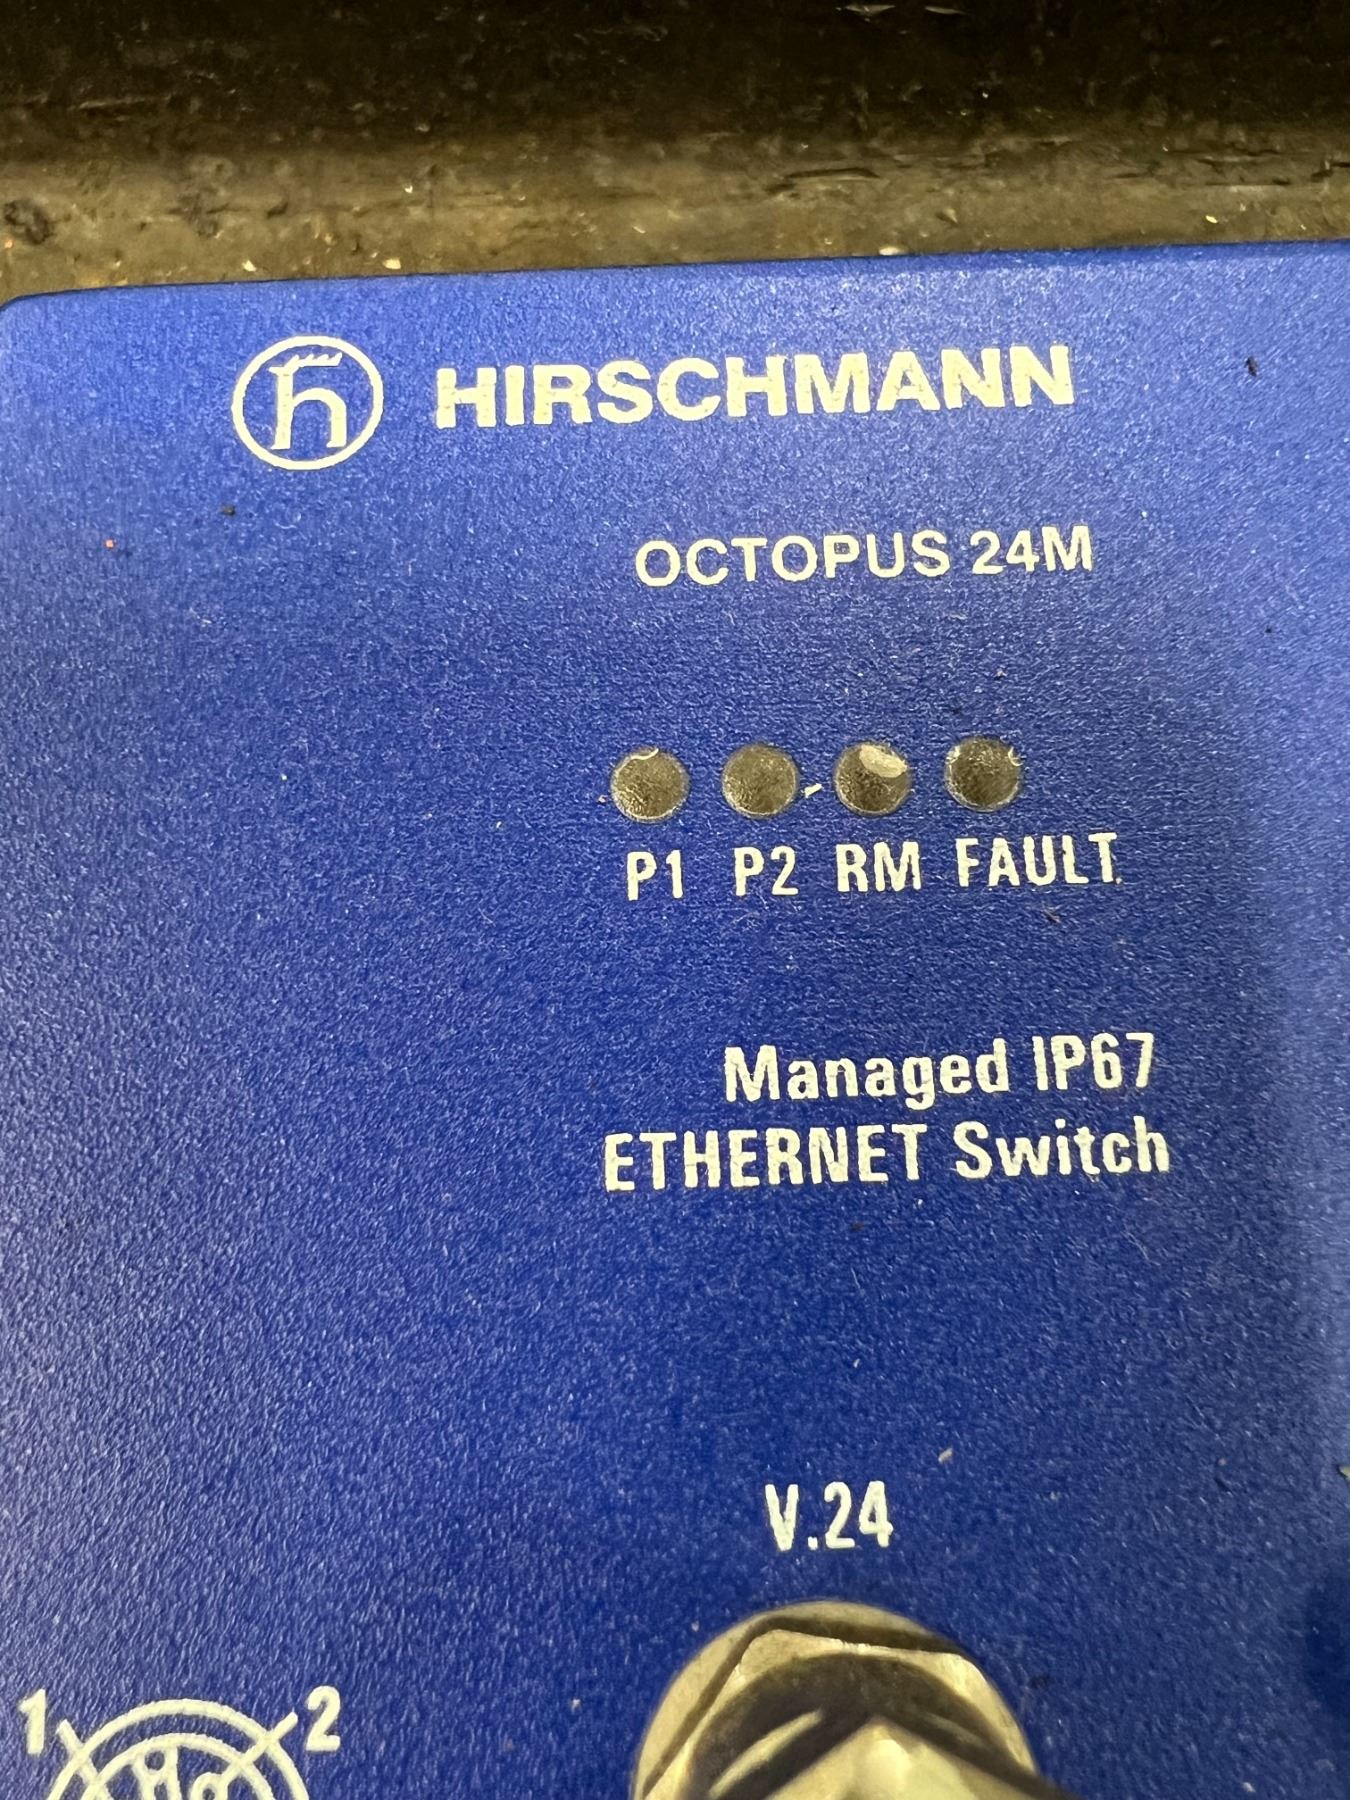 HIRSCHMANN
OCTOPUS 24M
P1 P2 RM FAULT
Managed IP67
ETHERNET Switch
V.24
1 2